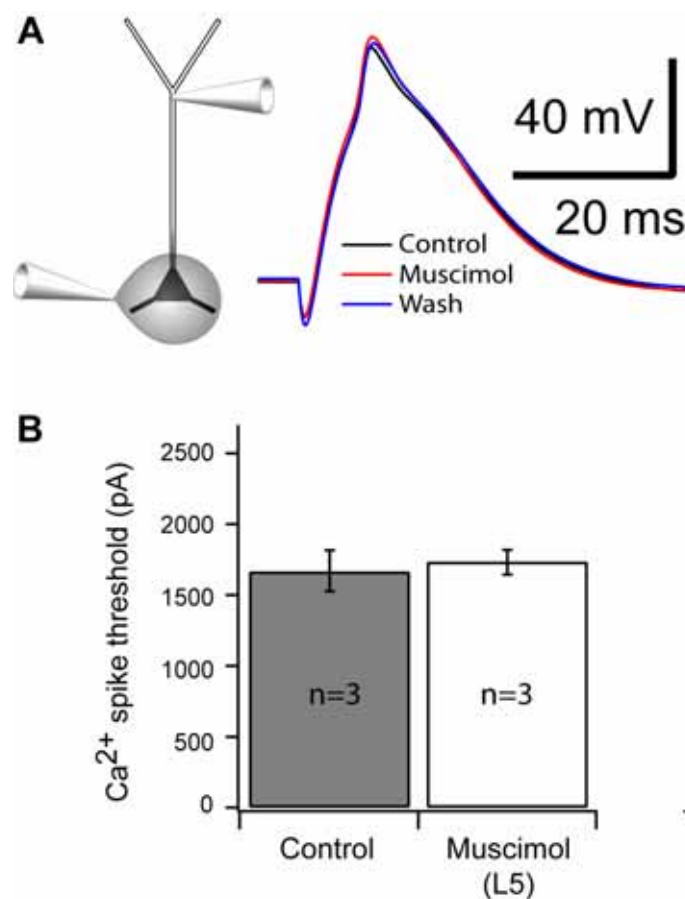 A
40 mV
20 ms
Control
Muscimol
Wash
B
Ca2+ spike threshold (pA)
2500
2000
1500
1000
500
0
n=3
n=3
Control
Muscimol
(L5)